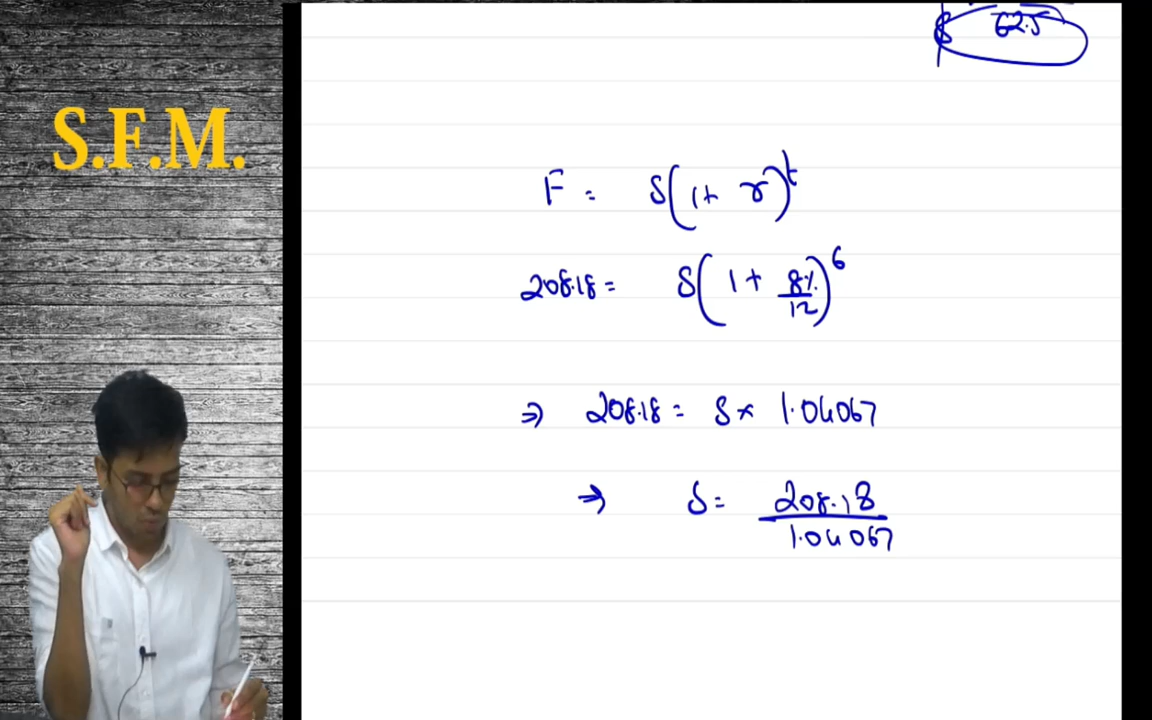 S.F.M.
$ 62.5
F = S(1 + r)^t
208.18 = S(1 + 8%/12)^6
⇒ 208.18 = S × 1.04067
⇒ S = 208.18/1.04067